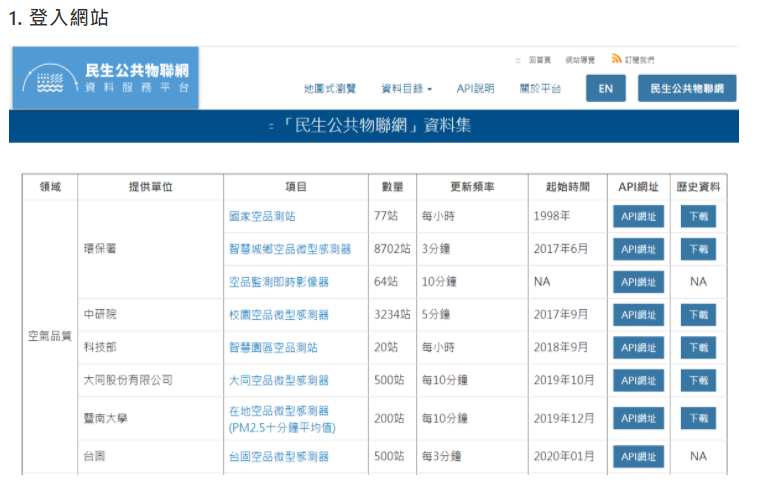 1. 登入網站
民生公共物聯網
資料服務平台
:: 回首頁 網站導覽 訂閱我們
地圖式瀏覽 資料目錄 API說明 關於平台 EN 民生公共物聯網
::「民生公共物聯網」資料集
領域 提供單位 項目 數量 更新頻率 起始時間 API網址 歷史資料
空氣品質
環保署 國家空品測站 77站 每小時 1998年 API網址 下載
智慧城鄉空品微型感測器 8702站 3分鐘 2017年6月 API網址 下載
空品監測即時影像器 64站 10分鐘 NA API網址 NA
中研院 校園空品微型感測器 3234站 5分鐘 2017年9月 API網址 下載
科技部 智慧園區空品測站 20站 每小時 2018年9月 API網址 下載
大同股份有限公司 大同空品微型感測器 500站 每10分鐘 2019年10月 API網址 下載
暨南大學 在地空品微型感測器 200站 每10分鐘 2019年12月 API網址 下載
(PM2.5十分鐘平均值)
台固 台固空品微型感測器 500站 每3分鐘 2020年01月 API網址 NA